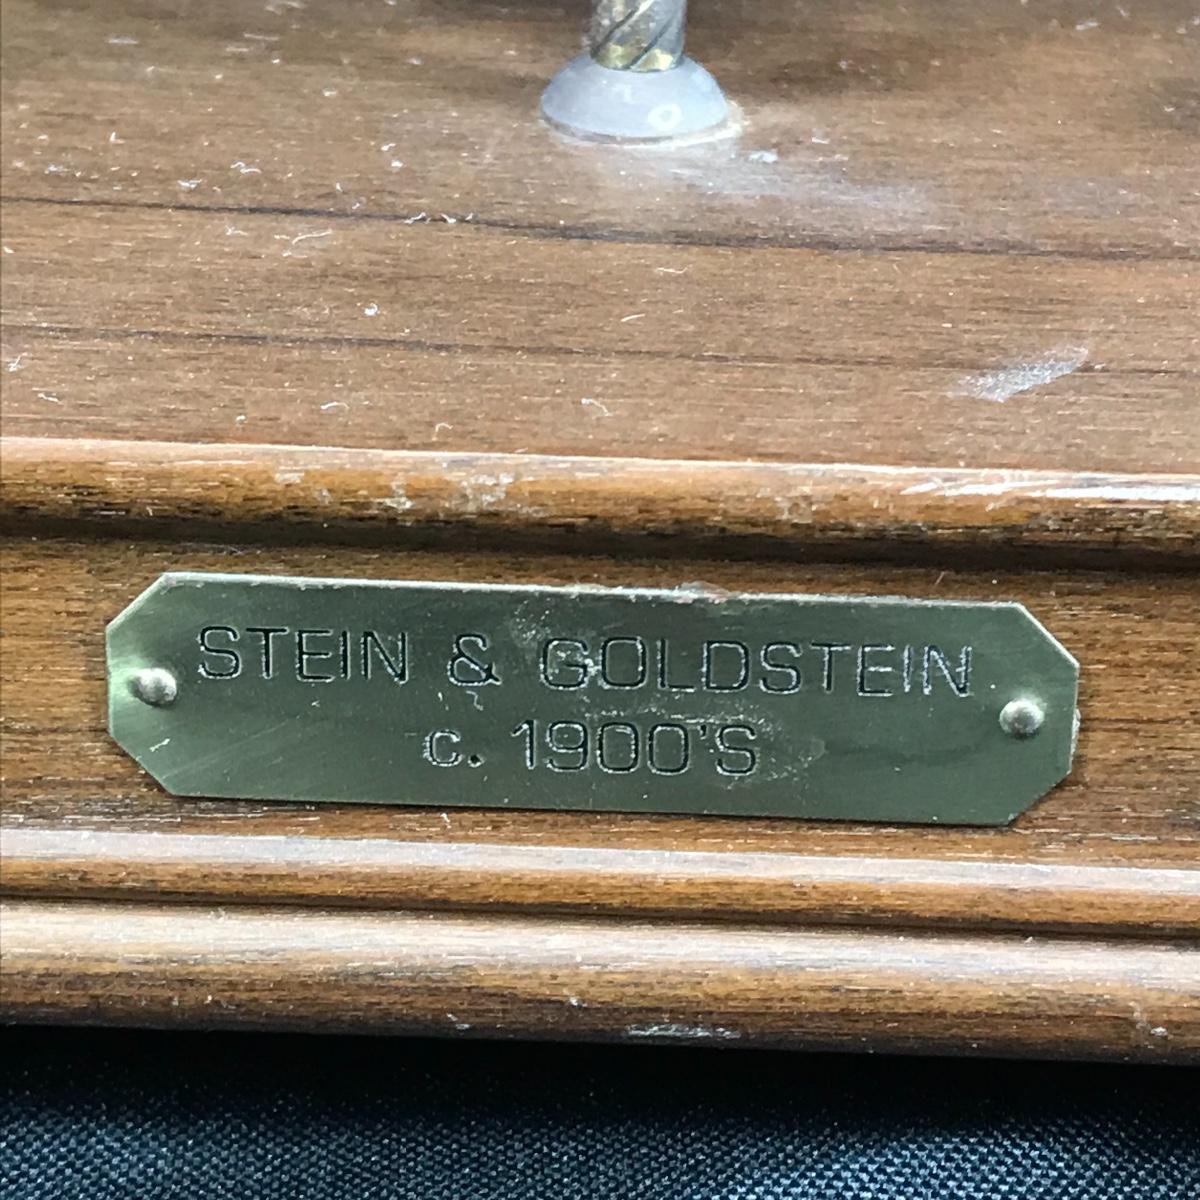 STEIN & GOLDSTEIN
c. 1900'S